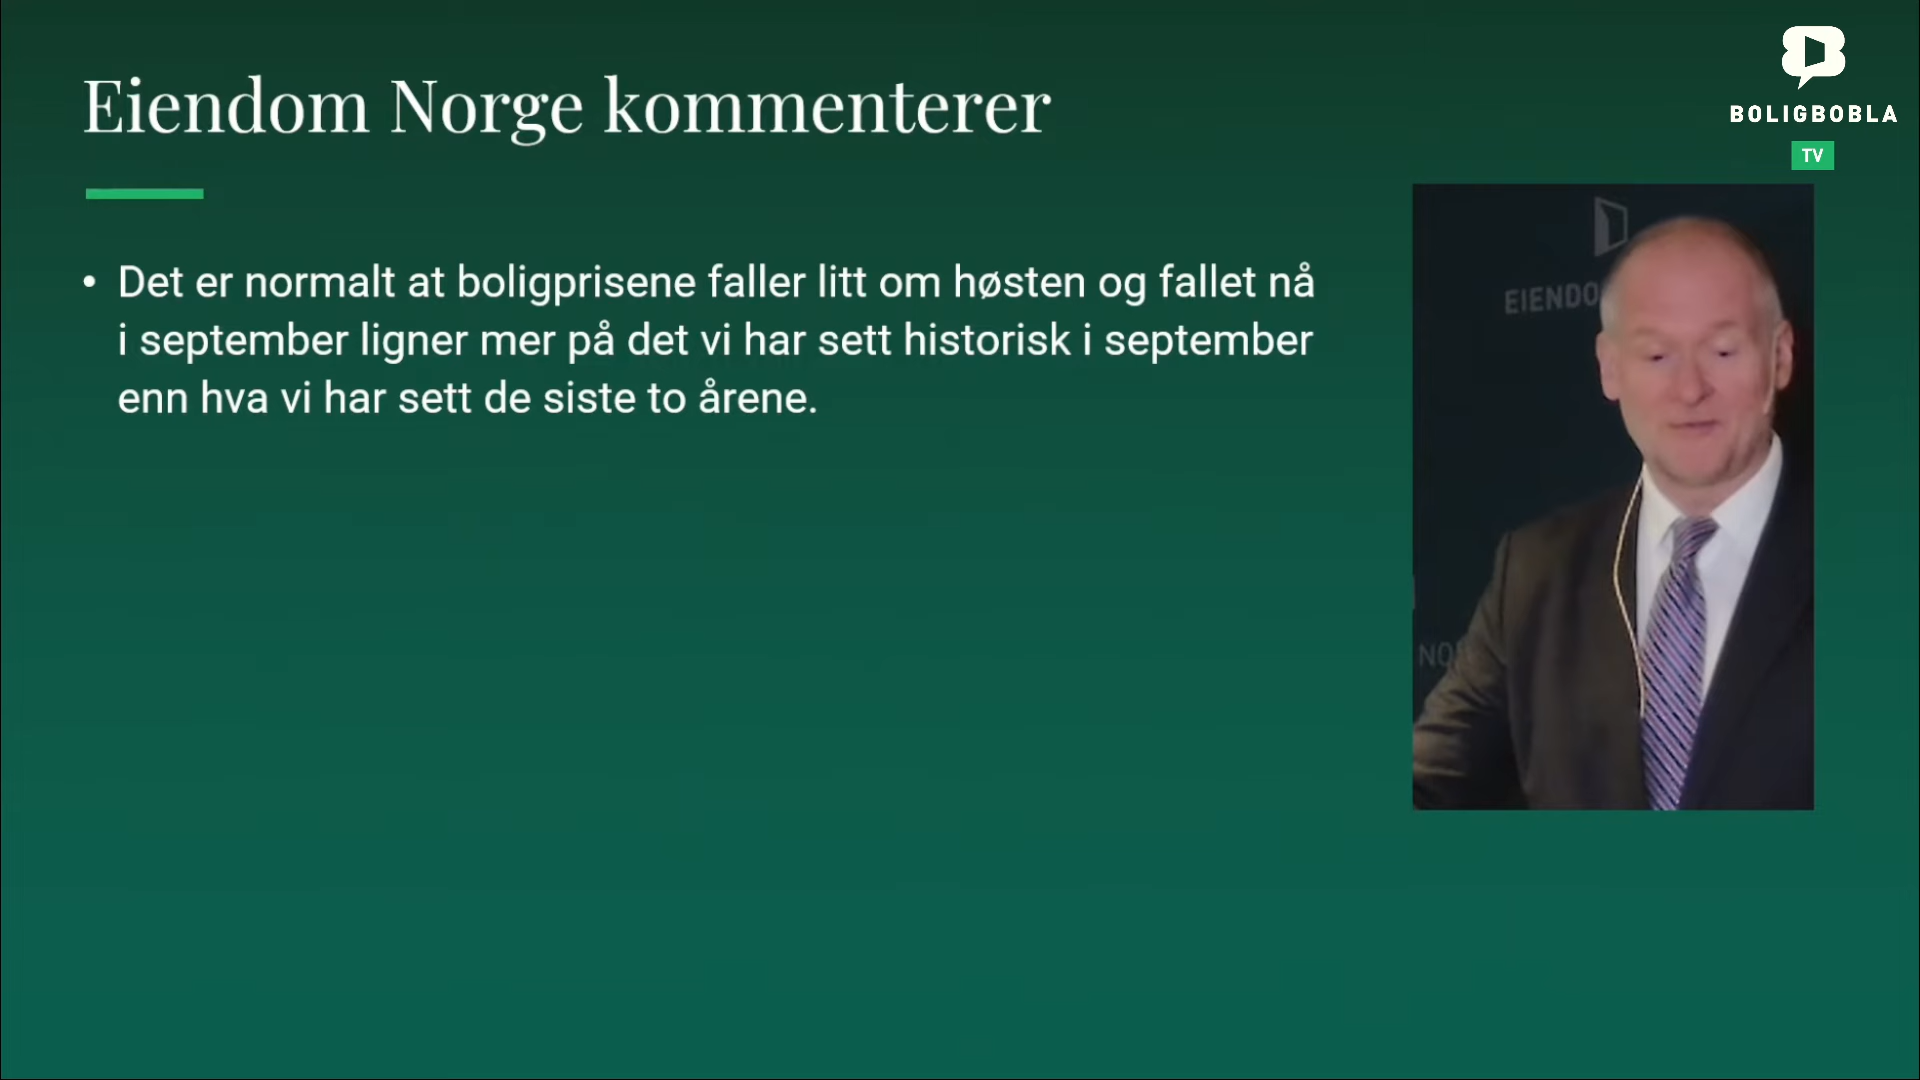 Eiendom Norge kommenterer
BOLIGBOBLA
TV
• Det er normalt at boligprisene faller litt om høsten og fallet nå
i september ligner mer på det vi har sett historisk i september
enn hva vi har sett de siste to årene.
EIENDO
NO